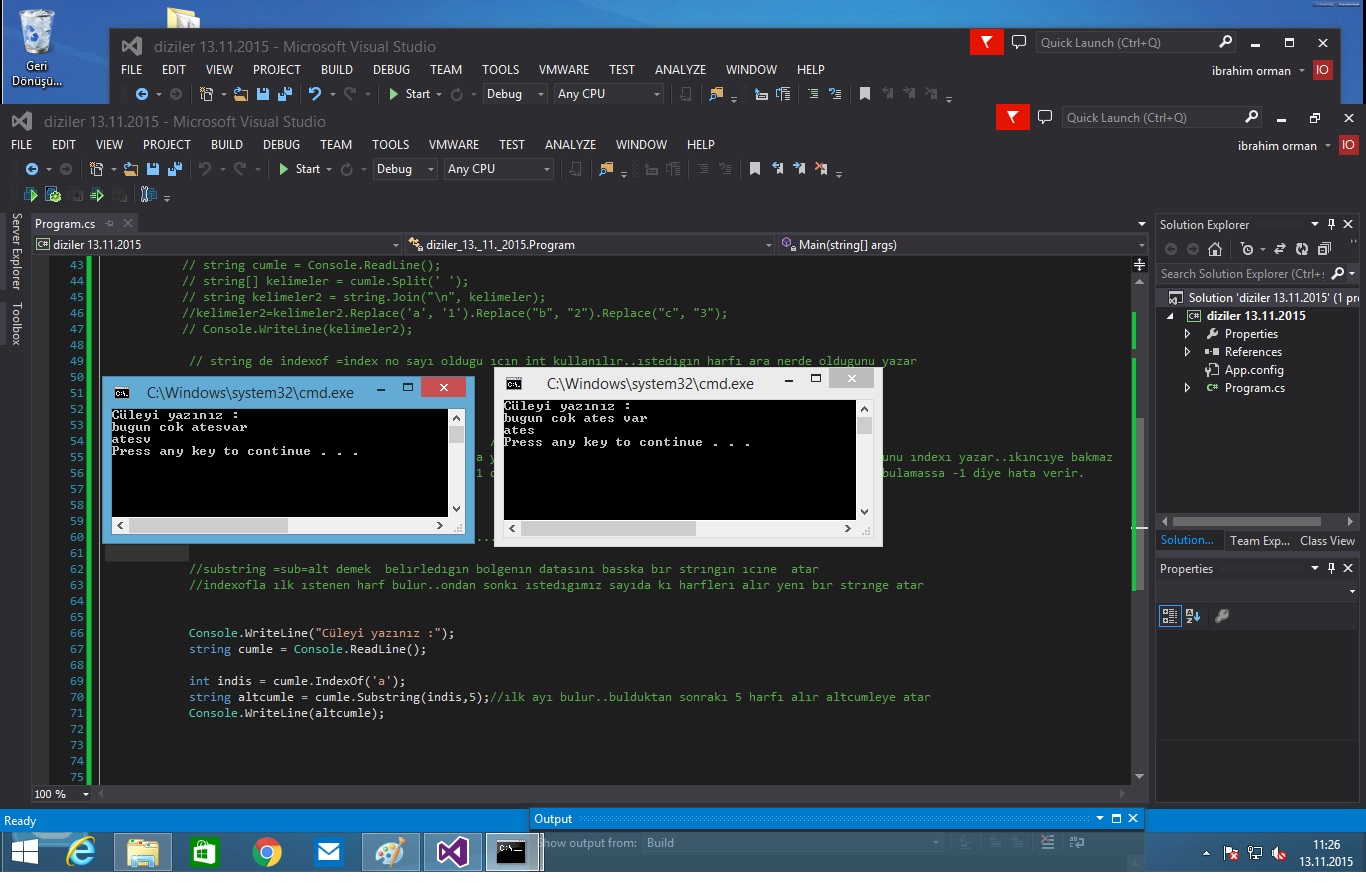 Geri
Dönüşü...
diziler 13.11.2015 - Microsoft Visual Studio
Quick Launch (Ctrl+Q)
FILE EDIT VIEW PROJECT BUILD DEBUG TEAM TOOLS VMWARE TEST ANALYZE WINDOW HELP
ibrahim orman
IO
Start
Debug
Any CPU
diziler 13.11.2015 - Microsoft Visual Studio
Quick Launch (Ctrl+Q)
FILE EDIT VIEW PROJECT BUILD DEBUG TEAM TOOLS VMWARE TEST ANALYZE WINDOW HELP
ibrahim orman
IO
Start
Debug
Any CPU
Server Explorer
Toolbox
Program.cs
C# diziler 13.11.2015
diziler_13._11._2015.Program
Main(string[] args)
43 // string cumle = Console.ReadLine();
44 // string[] kelimeler = cumle.Split(' ');
45 // string kelimeler2 = string.Join("\n", kelimeler);
46 //kelimeler2=kelimeler2.Replace('a', '1').Replace("b", "2").Replace("c", "3");
47 // Console.WriteLine(kelimeler2);
48
49 // string de indexof =index no sayı oldugu ıcın int kullanılır..ıstedıgın harfı ara nerde oldugunu yazar
50
51
52
53
54
55 unu ındexı yazar..ıkıncıye bakmaz
56 bulamassa -1 diye hata verir.
57
58
59
60
61
62 //substring =sub=alt demek belırledıgın bolgenın datasını basska bır strıngın ıcıne atar
63 //indexofla ılk ıstenen harf bulur..ondan sonkı ıstedıgımız sayıda kı harflerı alır yenı bır strınge atar
64
65
66 Console.WriteLine("Cüleyi yazınız :");
67 string cumle = Console.ReadLine();
68
69 int indis = cumle.IndexOf('a');
70 string altcumle = cumle.Substring(indis,5);//ılk ayı bulur..bulduktan sonrakı 5 harfı alır altcumleye atar
71 Console.WriteLine(altcumle);
72
73
74
75
100 %
C:\Windows\system32\cmd.exe
Cüleyi yazınız :
bugun cok atesvar
atesv
Press any key to continue . . .
C:\Windows\system32\cmd.exe
Cüleyi yazınız :
bugun cok ates var
ates
Press any key to continue . . .
Solution Explorer
Search Solution Explorer (Ctrl+ş
Solution 'diziler 13.11.2015' (1 pr
C# diziler 13.11.2015
Properties
References
App.config
C# Program.cs
Solution... Team Exp... Class View
Properties
Ready
Output
how output from: Build
11:26
13.11.2015